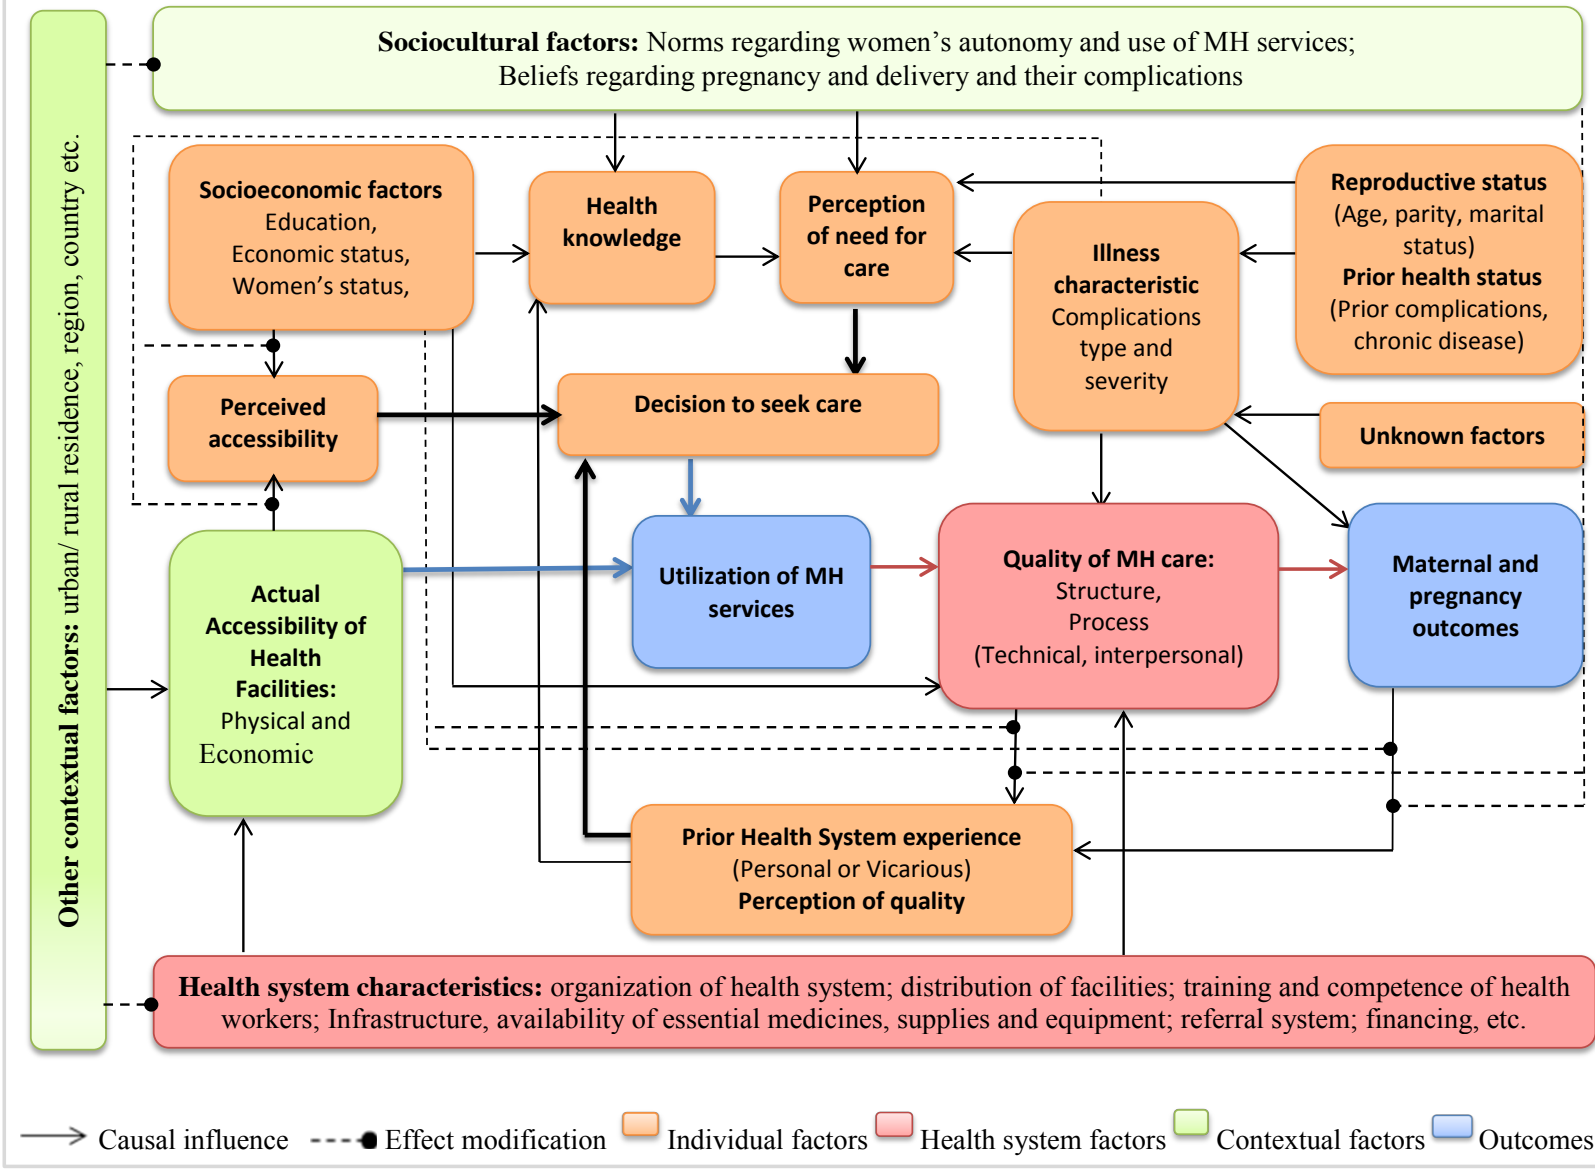 Sociocultural factors: Norms regarding women’s autonomy and use of MH services;
Beliefs regarding pregnancy and delivery and their complications
Other contextual factors: urban/ rural residence, region, country etc.
Socioeconomic factors
Education,
Economic status,
Women’s status,
Health
knowledge
Perception
of need for
care
Illness
characteristic
Complications
type and
severity
Reproductive status
(Age, parity, marital
status)
Prior health status
(Prior complications,
chronic disease)
Perceived
accessibility
Decision to seek care
Unknown factors
Actual
Accessibility of
Health
Facilities:
Physical and
Economic
Utilization of MH
services
Quality of MH care:
Structure,
Process
(Technical, interpersonal)
Maternal and
pregnancy
outcomes
Prior Health System experience
(Personal or Vicarious)
Perception of quality
Health system characteristics: organization of health system; distribution of facilities; training and competence of health
workers; Infrastructure, availability of essential medicines, supplies and equipment; referral system; financing, etc.
Causal influence
Effect modification
Individual factors
Health system factors
Contextual factors
Outcomes